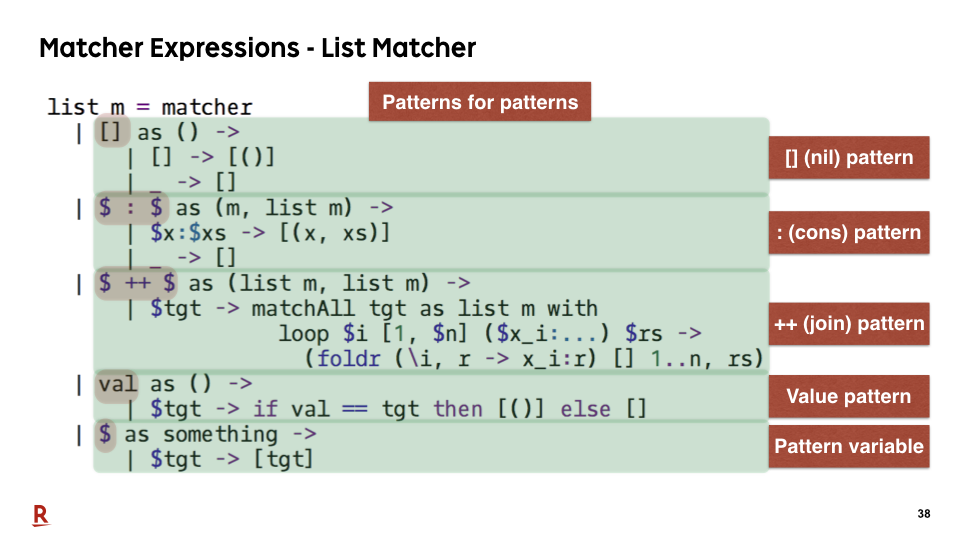 Matcher Expressions - List Matcher
Patterns for patterns
list m = matcher
| [] as () ->
| [] -> [()]
| _ -> []
[] (nil) pattern
| $ : $ as (m, list m) ->
| $x:$xs -> [(x, xs)]
| _ -> []
: (cons) pattern
| $ ++ $ as (list m, list m) ->
| $tgt -> matchAll tgt as list m with
loop $i [1, $n] ($x_i:...) $rs ->
(foldr (\i, r -> x_i:r) [] 1..n, rs)
++ (join) pattern
| val as () ->
| $tgt -> if val == tgt then [()] else []
Value pattern
| $ as something ->
| $tgt -> [tgt]
Pattern variable
R
38